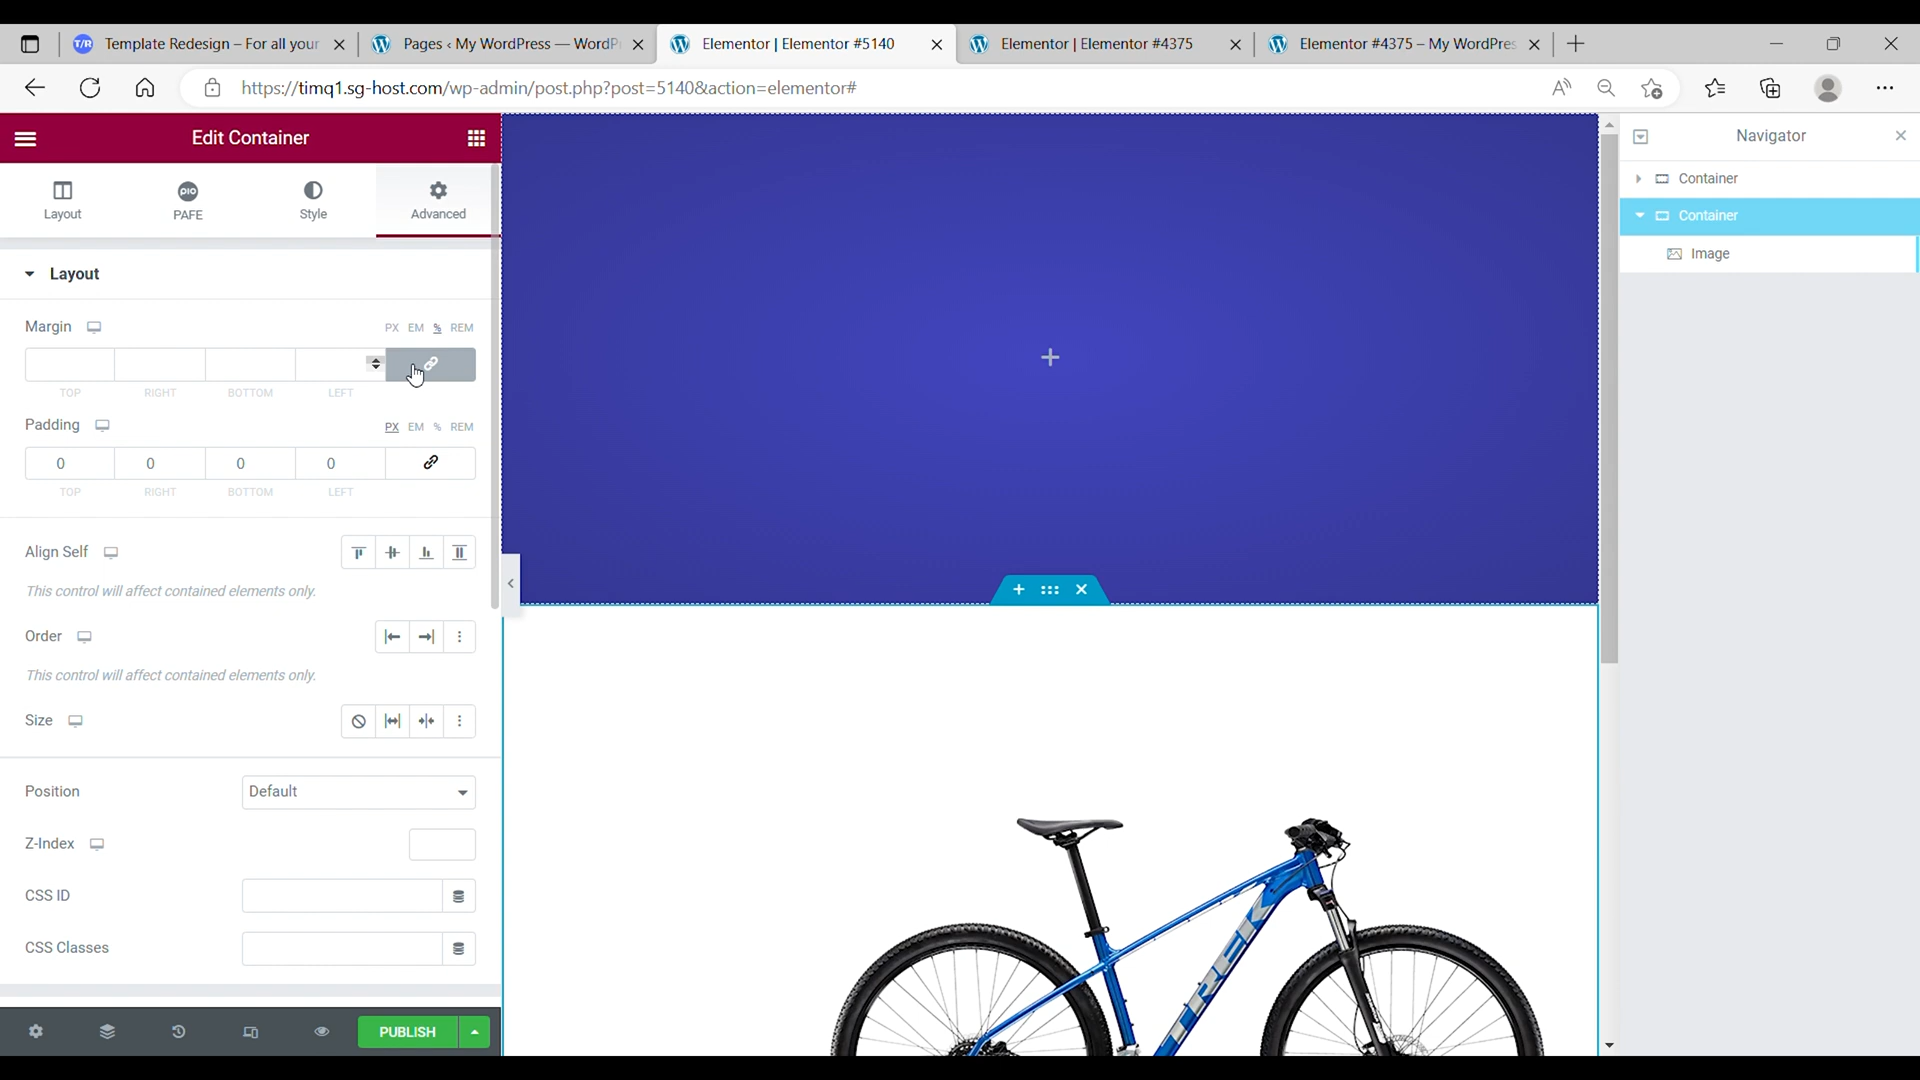 Template Redesign – For all your
Pages ‹ My WordPress — WordP
Elementor | Elementor #5140
Elementor | Elementor #4375
Elementor #4375 – My WordPres
https://timq1.sg-host.com/wp-admin/post.php?post=5140&action=elementor#
Edit Container
Layout
PAFE
Style
Advanced
Layout
Margin
PX EM % REM
TOP RIGHT BOTTOM LEFT
Padding
PX EM % REM
0 0 0 0
TOP RIGHT BOTTOM LEFT
Align Self
This control will affect contained elements only.
Order
This control will affect contained elements only.
Size
Position
Default
Z-Index
CSS ID
CSS Classes
PUBLISH
TREK
Navigator
Container
Container
Image